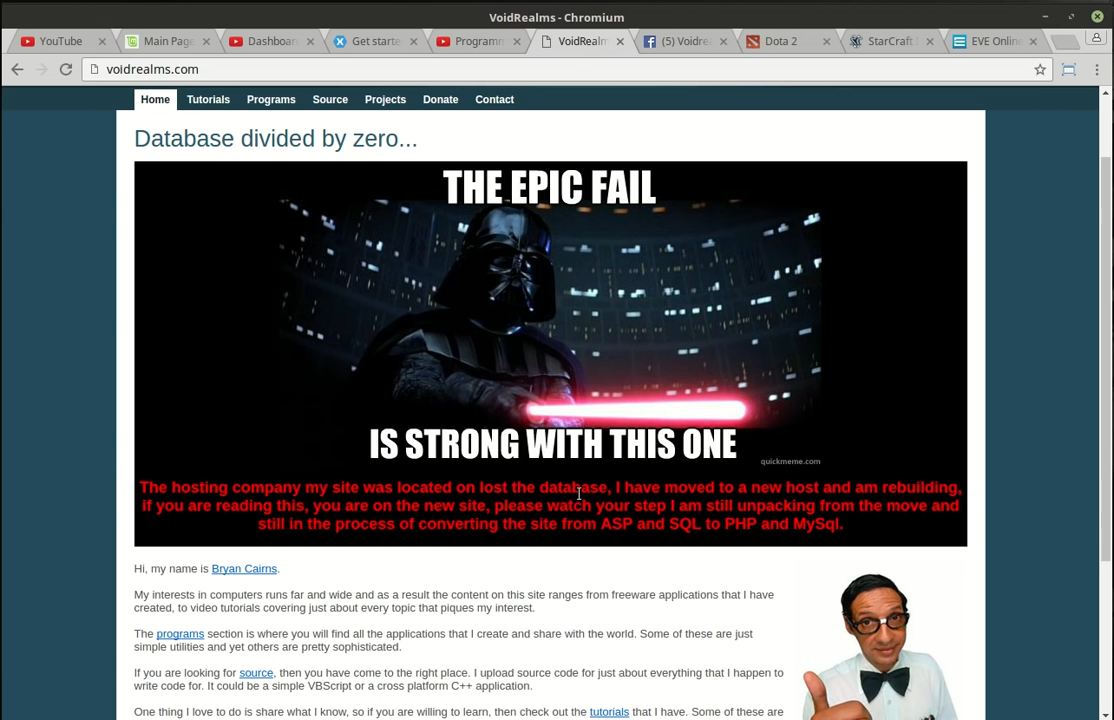 VoidRealms - Chromium
YouTube
Main Page
Dashboar
Get starte
Programm
VoidRealm
(5) Voidre
Dota 2
StarCraft
EVE Onlin
voidrealms.com
Home Tutorials Programs Source Projects Donate Contact
Database divided by zero...
THE EPIC FAIL
IS STRONG WITH THIS ONE
quickmeme.com
The hosting company my site was located on lost the database, I have moved to a new host and am rebuilding,
if you are reading this, you are on the new site, please watch your step I am still unpacking from the move and
still in the process of converting the site from ASP and SQL to PHP and MySql.
Hi, my name is Bryan Cairns.
My interests in computers runs far and wide and as a result the content on this site ranges from freeware applications that I have
created, to video tutorials covering just about every topic that piques my interest.
The programs section is where you will find all the applications that I create and share with the world. Some of these are just
simple utilities and yet others are pretty sophisticated.
If you are looking for source, then you have come to the right place. I upload source code for just about everything that I happen to
write code for. It could be a simple VBScript or a cross platform C++ application.
One thing I love to do is share what I know, so if you are willing to learn, then check out the tutorials that I have. Some of these are